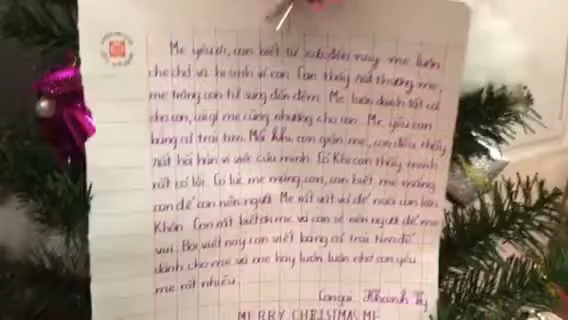 Mẹ yêu ơi, con biết từ xưa đến nay mẹ luôn
che chở và hi sinh vì con. Con thấy rất thương mẹ,
mẹ trông con từ sáng đến đêm. Mẹ luôn dành tất cả
cho con, cái gì mẹ cũng nhường cho con. Mẹ yêu con
bằng cả trái tim. Mỗi khi con giận mẹ, con đều thấy
rất hối hận vì việc của mình. Có khi con thấy mình
rất có lỗi. Có lúc mẹ mắng con, con biết mẹ mắng
con để con nên người. Mẹ rất vất vả để nuôi con lớn
khôn. Con rất biết ơn mẹ và con sẽ nên người để mẹ
vui. Bài viết này con viết bằng cả trái tim để
dành cho mẹ và mẹ hãy luôn luôn nhớ con yêu
mẹ rất nhiều.
Con gái Khánh
MERRY CHRISTMAS ME